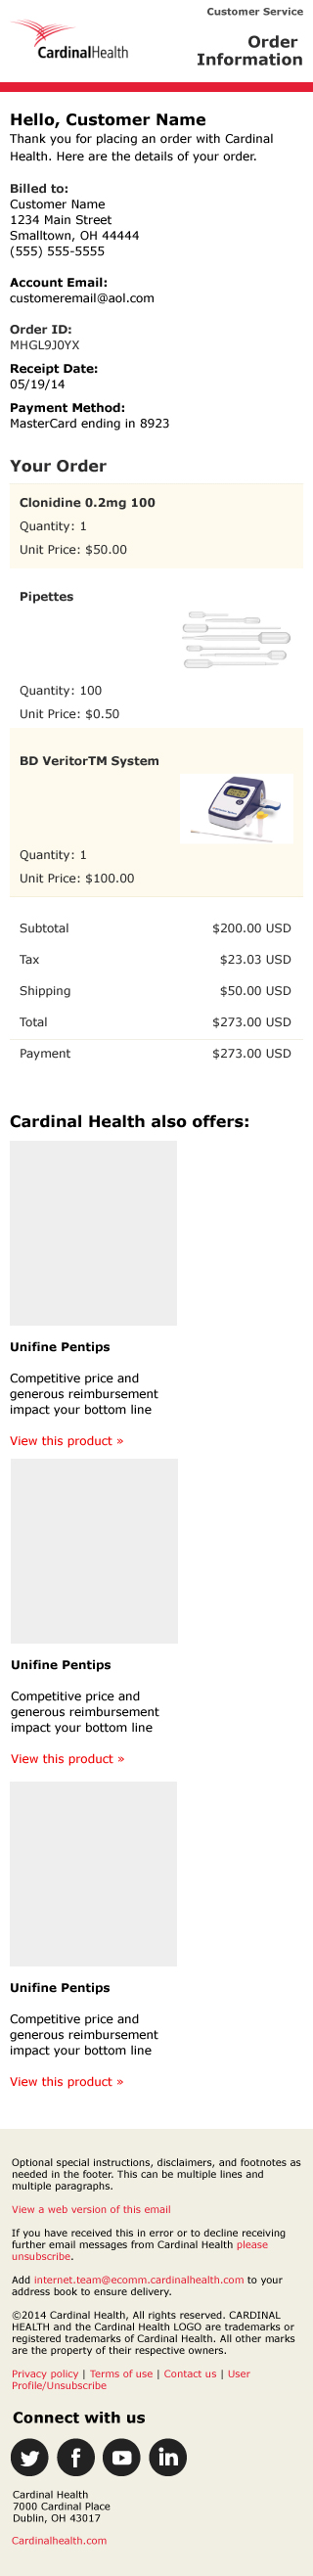 Customer Service
CardinalHealth
Order
Information
Hello, Customer Name
Thank you for placing an order with Cardinal
Health. Here are the details of your order.
Billed to:
Customer Name
1234 Main Street
Smalltown, OH 44444
(555) 555-5555
Account Email:
customeremail@aol.com
Order ID:
MHGL9J0YX
Receipt Date:
05/19/14
Payment Method:
MasterCard ending in 8923
Your Order
Clonidine 0.2mg 100
Quantity: 1
Unit Price: $50.00
Pipettes
Quantity: 100
Unit Price: $0.50
BD VeritorTM System
Quantity: 1
Unit Price: $100.00
Subtotal $200.00 USD
Tax $23.03 USD
Shipping $50.00 USD
Total $273.00 USD
Payment $273.00 USD
Cardinal Health also offers:
Unifine Pentips
Competitive price and
generous reimbursement
impact your bottom line
View this product »
Unifine Pentips
Competitive price and
generous reimbursement
impact your bottom line
View this product »
Unifine Pentips
Competitive price and
generous reimbursement
impact your bottom line
View this product »
Optional special instructions, disclaimers, and footnotes as
needed in the footer. This can be multiple lines and
multiple paragraphs.
View a web version of this email
If you have received this in error or to decline receiving
further email messages from Cardinal Health please
unsubscribe.
Add internet.team@ecomm.cardinalhealth.com to your
address book to ensure delivery.
©2014 Cardinal Health, All rights reserved. CARDINAL
HEALTH and the Cardinal Health LOGO are trademarks or
registered trademarks of Cardinal Health. All other marks
are the property of their respective owners.
Privacy policy | Terms of use | Contact us | User
Profile/Unsubscribe
Connect with us
Cardinal Health
7000 Cardinal Place
Dublin, OH 43017
Cardinalhealth.com